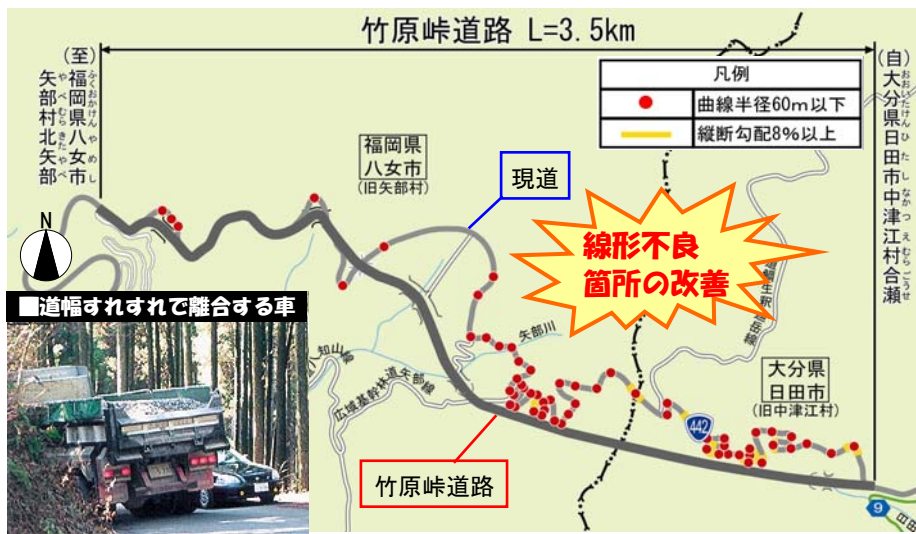 竹原峠道路 L=3.5km
(至)
福岡県八女市
ふくおかけんやめし
矢部村北矢部
やべむらきたやべ
(自)
大分県日田市中津江村合瀬
おおいたけんひたしなかつえむらごうせ
凡例
曲線半径60m以下
縦断勾配8%以上
福岡県
八女市
(旧矢部村)
現道
線形不良
箇所の改善
N
■道幅すれすれで離合する車
矢部川
広域基幹林道矢部線
大分県
日田市
(旧中津江村)
442
竹原峠道路
9
日田